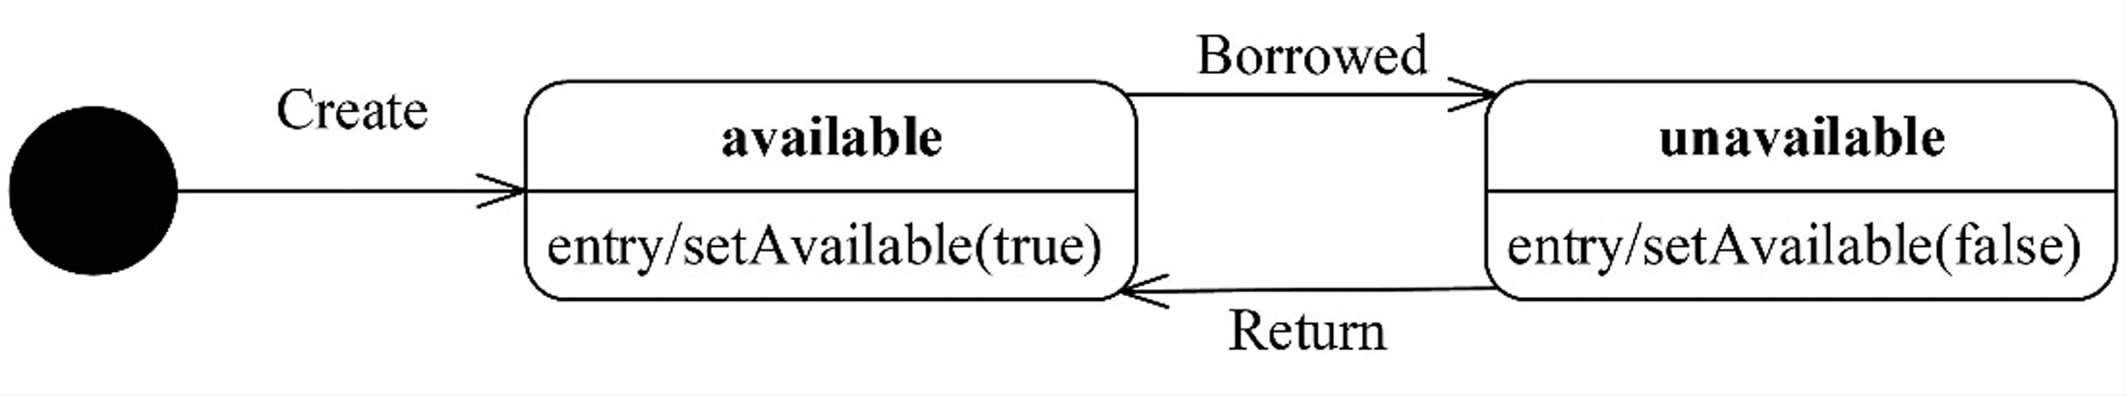 Create
Borrowed
available
entry/setAvailable(true)
unavailable
entry/setAvailable(false)
Return